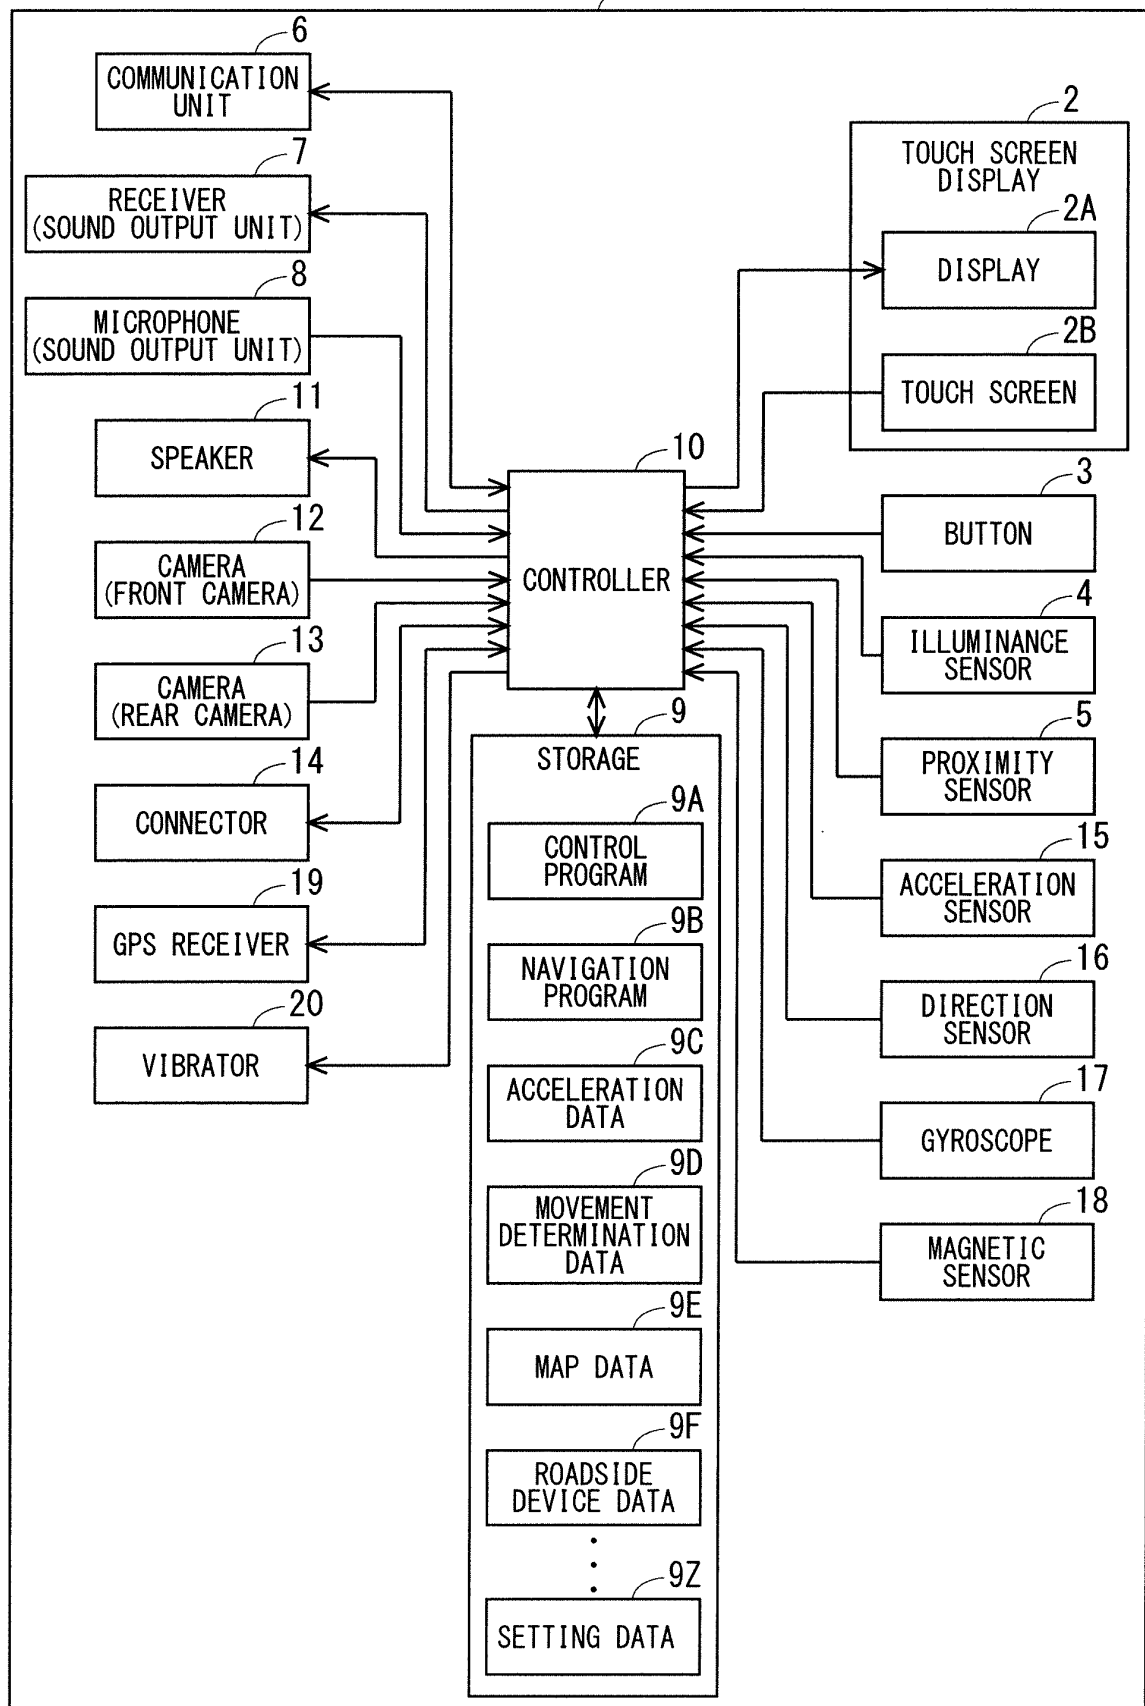 6
COMMUNICATION
UNIT
7
RECEIVER
(SOUND OUTPUT UNIT)
8
MICROPHONE
(SOUND OUTPUT UNIT)
11
SPEAKER
12
CAMERA
(FRONT CAMERA)
13
CAMERA
(REAR CAMERA)
14
CONNECTOR
19
GPS RECEIVER
20
VIBRATOR
10
CONTROLLER
9
STORAGE
9A
CONTROL
PROGRAM
9B
NAVIGATION
PROGRAM
9C
ACCELERATION
DATA
9D
MOVEMENT
DETERMINATION
DATA
9E
MAP DATA
9F
ROADSIDE
DEVICE DATA
9Z
SETTING DATA
2
TOUCH SCREEN
DISPLAY
2A
DISPLAY
2B
TOUCH SCREEN
3
BUTTON
4
ILLUMINANCE
SENSOR
5
PROXIMITY
SENSOR
15
ACCELERATION
SENSOR
16
DIRECTION
SENSOR
17
GYROSCOPE
18
MAGNETIC
SENSOR